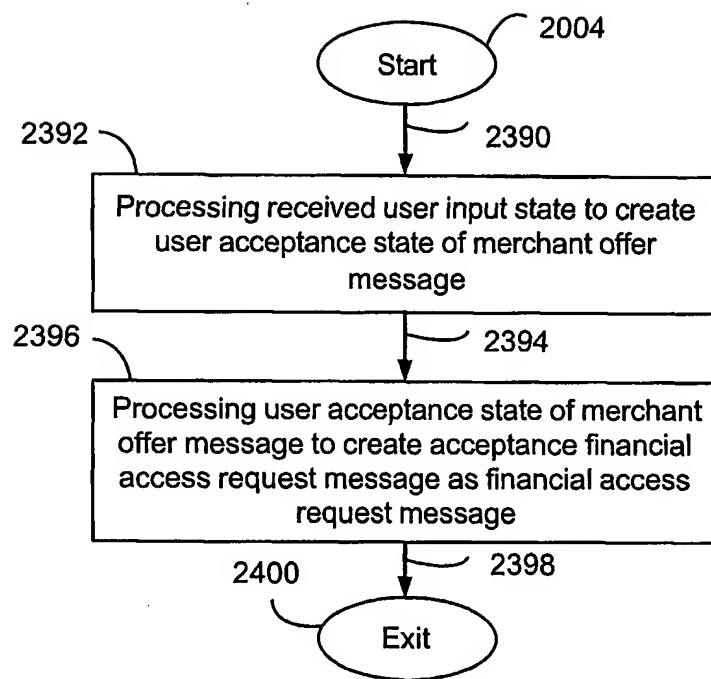 2004
Start
2390
2392
Processing received user input state to create
user acceptance state of merchant offer
message
2394
2396
Processing user acceptance state of merchant
offer message to create acceptance financial
access request message as financial access
request message
2398
2400
Exit